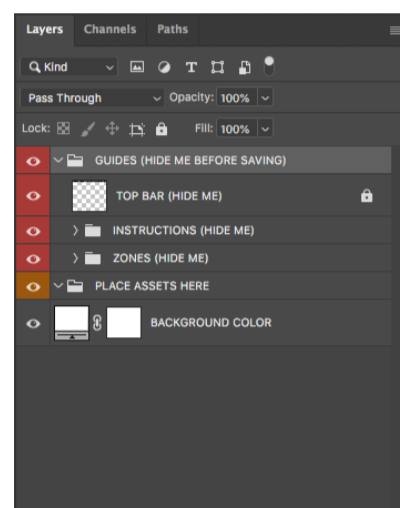 Layers Channels Paths
Kind
Pass Through Opacity: 100%
Lock: Fill: 100%
GUIDES (HIDE ME BEFORE SAVING)
TOP BAR (HIDE ME)
INSTRUCTIONS (HIDE ME)
ZONES (HIDE ME)
PLACE ASSETS HERE
BACKGROUND COLOR